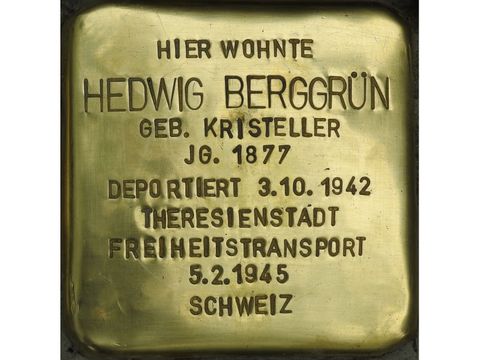 HIER WOHNTE
HEDWIG BERGGRÜN
GEB. KRISTELLER
JG. 1877
DEPORTIERT 3.10.1942
THERESIENSTADT
FREIHEITSTRANSPORT
5.2.1945
SCHWEIZ